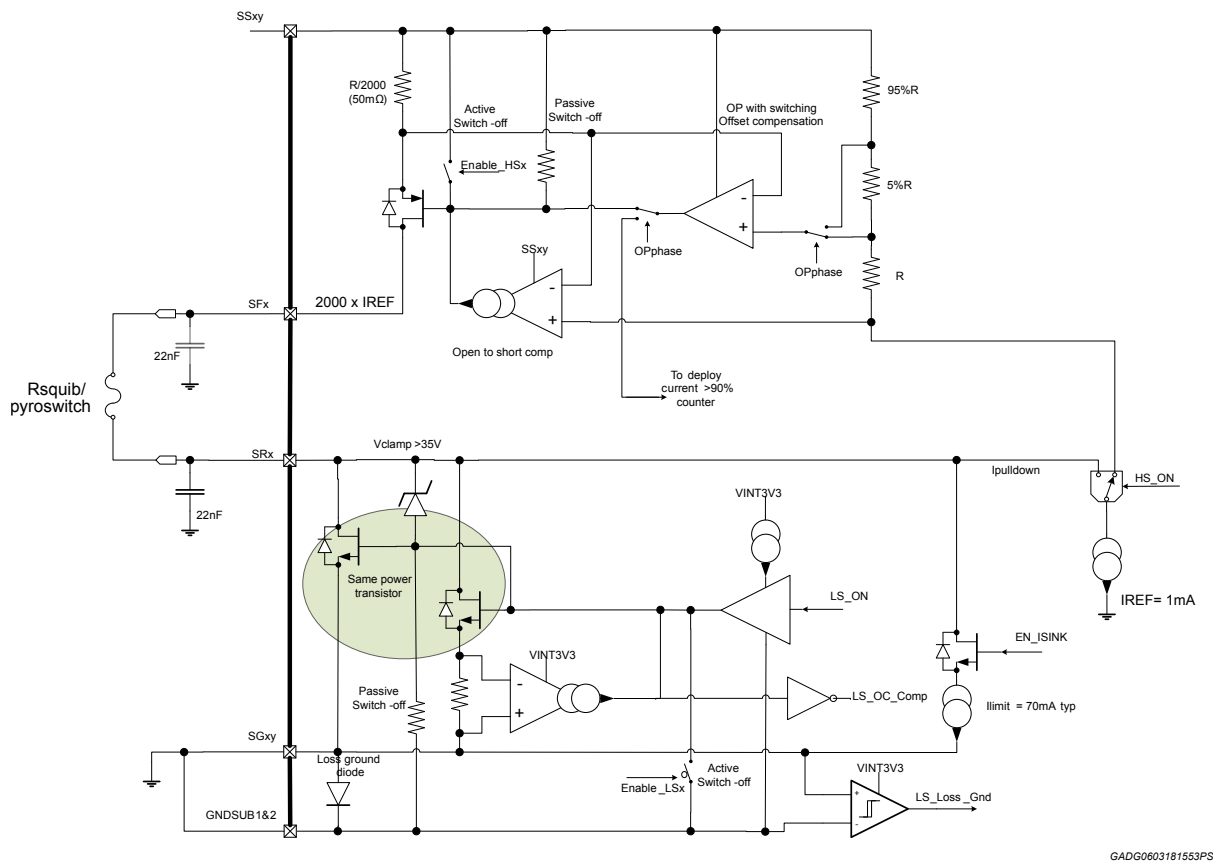 SSxy
R/2000
(50mΩ)
Active
Switch -off
Passive
Switch -off
OP with switching
Offset compensation
95%R
Enable_HSx
5%R
-
+
OPphase
OPphase
SSxy
R
SFx
2000 x IREF
-
+
22nF
Open to short comp
Rsquib/
pyroswitch
To deploy
current >90%
counter
Vclamp >35V
SRx
Ipulldown
HS_ON
22nF
VINT3V3
Same power
transistor
LS_ON
IREF= 1mA
EN_ISINK
VINT3V3
-
+
Passive
Switch -off
LS_OC_Comp
Ilimit = 70mA typ
SGxy
Loss ground
diode
Active
Switch -off
Enable_LSx
VINT3V3
+
-
LS_Loss_Gnd
GNDSUB1&2
GADG0603181553PS